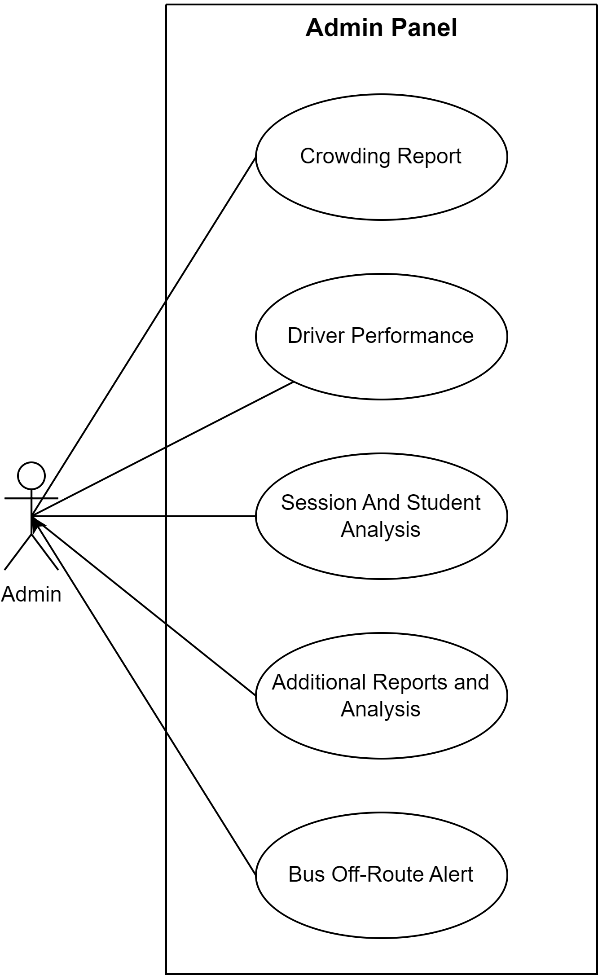 Admin Panel
Crowding Report
Driver Performance
Session And Student
Analysis
Admin
Additional Reports and
Analysis
Bus Off-Route Alert